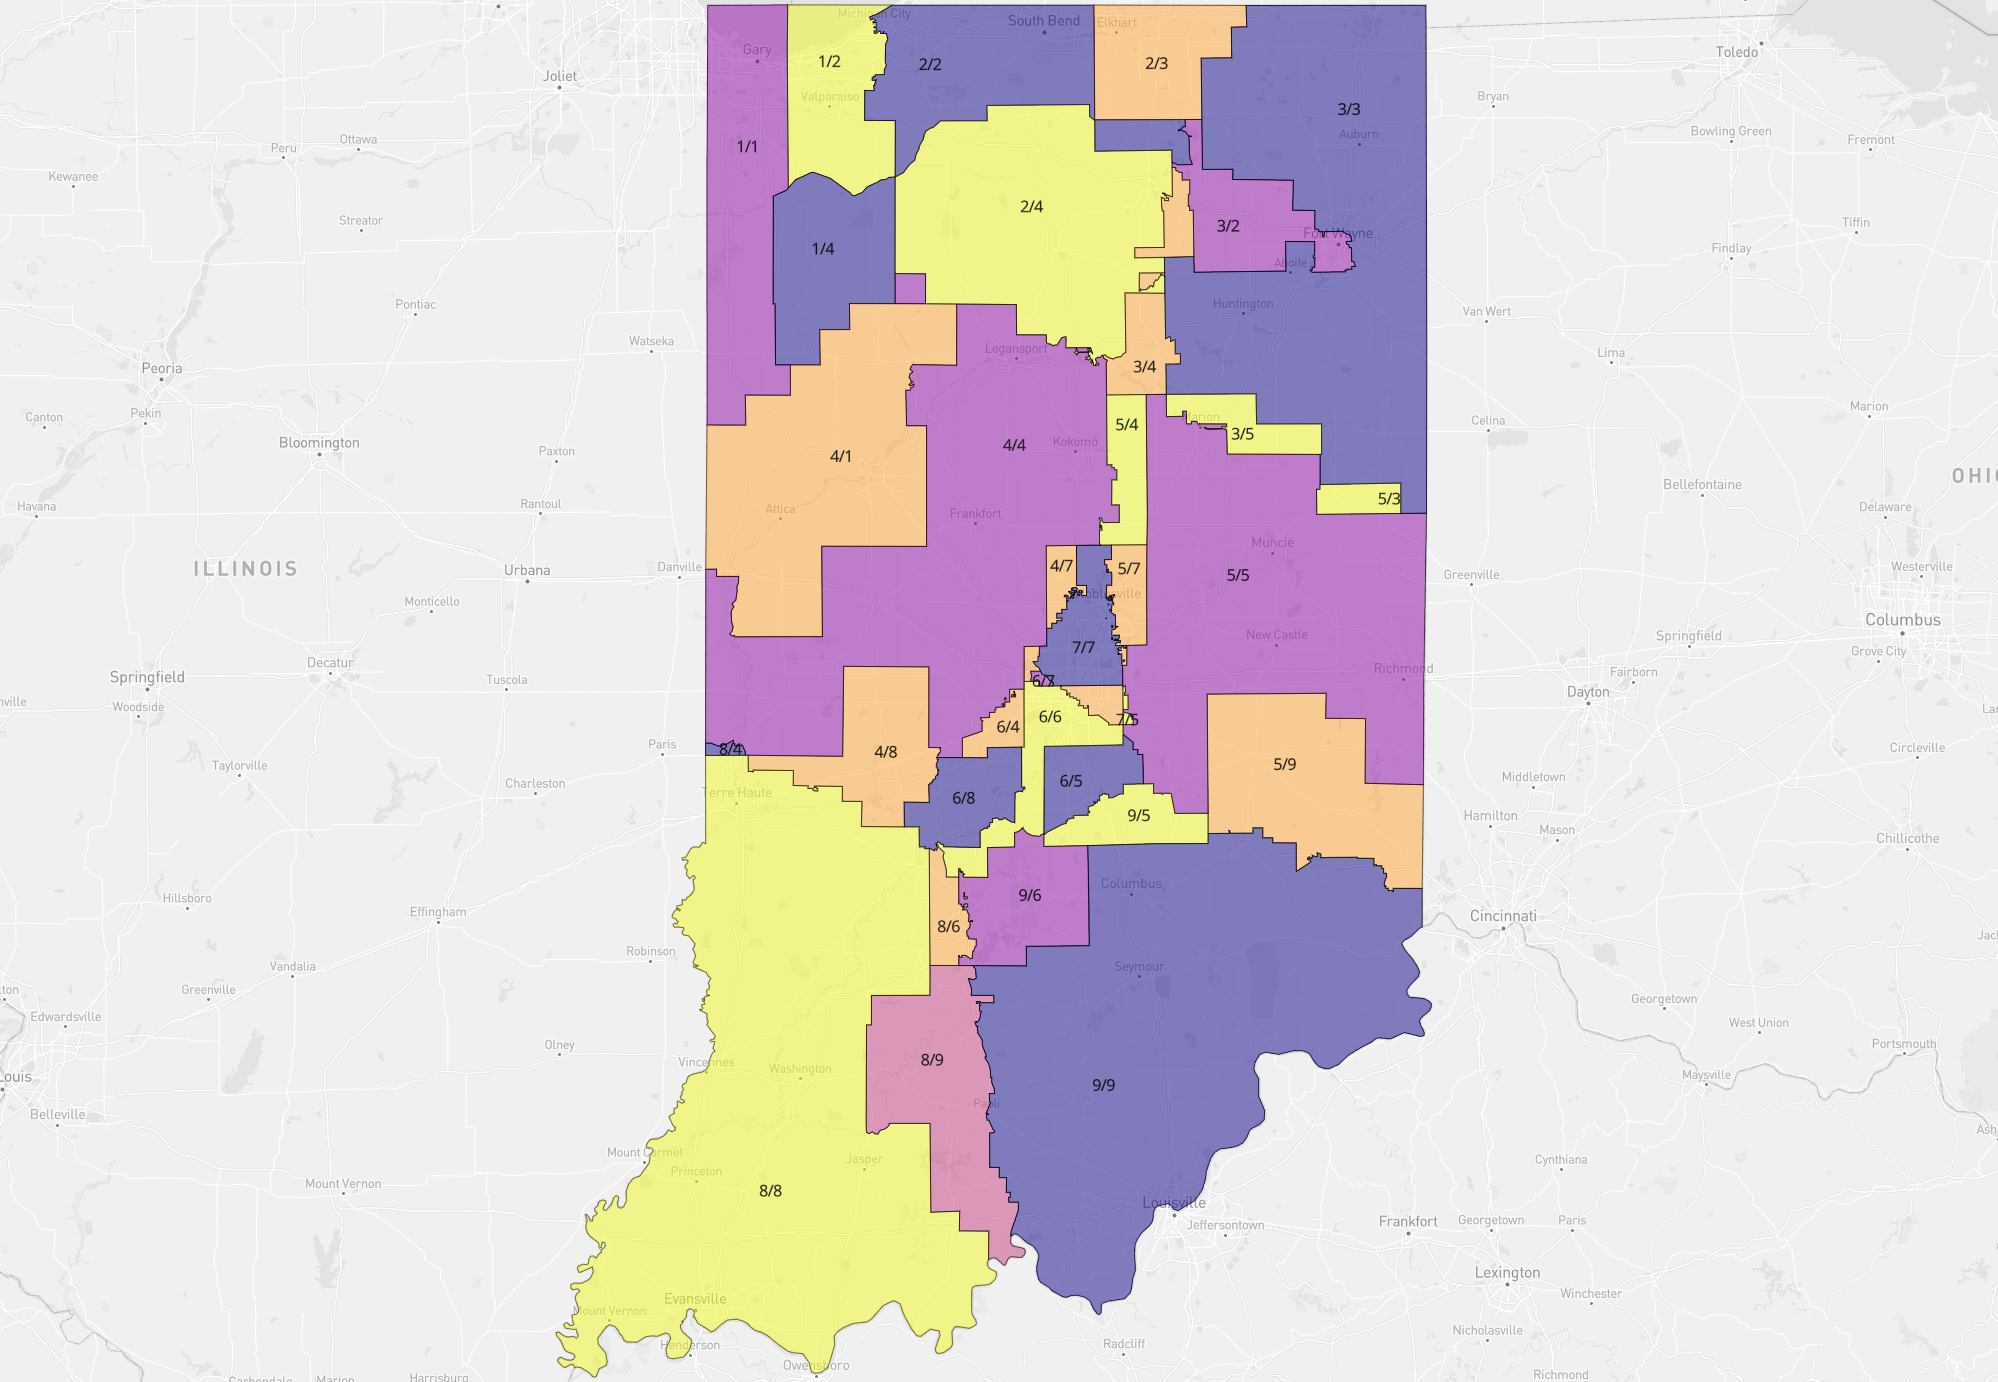 Michigan City
South Bend
Elkhart
Toledo
Gary
1/2
2/2
2/3
Joliet
Valparaiso
Bryan
3/3
Auburn
Bowling Green
Fremont
Ottawa
Peru
1/1
Kewanee
Streator
2/4
3/2
Fort Wayne
Tiffin
1/4
Findlay
Aboite
Pontiac
Huntington
Van Wert
Watseka
Logansport
Lima
Peoria
3/4
Canton
Pekin
Marion
Marion
Celina
5/4
3/5
Bloomington
Kokomo
4/4
4/1
Paxton
Bellefontaine
OHIO
5/3
Havana
Rantoul
Attica
Frankfort
Delaware
Muncie
ILLINOIS
Urbana
Danville
4/7
5/7
5/5
Greenville
Westerville
Monticello
Noblesville
Columbus
New Castle
Springfield
7/7
Grove City
Decatur
Richmond
Fairborn
Springfield
Tuscola
6/7
Dayton
Woodside
6/6
7/5
6/4
Paris
8/4
4/8
Circleville
Taylorville
5/9
Middletown
Charleston
6/5
Terre Haute
6/8
9/5
Hamilton
Mason
Chillicothe
Columbus
9/6
Hillsboro
Effingham
Cincinnati
8/6
Robinson
Vandalia
Seymour
Greenville
Georgetown
Edwardsville
West Union
Olney
Portsmouth
Vincennes
8/9
Washington
9/9
Maysville
Belleville
Paoli
Mount Carmel
Jasper
Cynthiana
Princeton
Mount Vernon
8/8
Louisville
Jeffersontown
Frankfort
Georgetown
Paris
Lexington
Evansville
Winchester
Mount Vernon
Nicholasville
Henderson
Radcliff
Owensboro
Richmond
Carbondale
Marion
Harrisburg